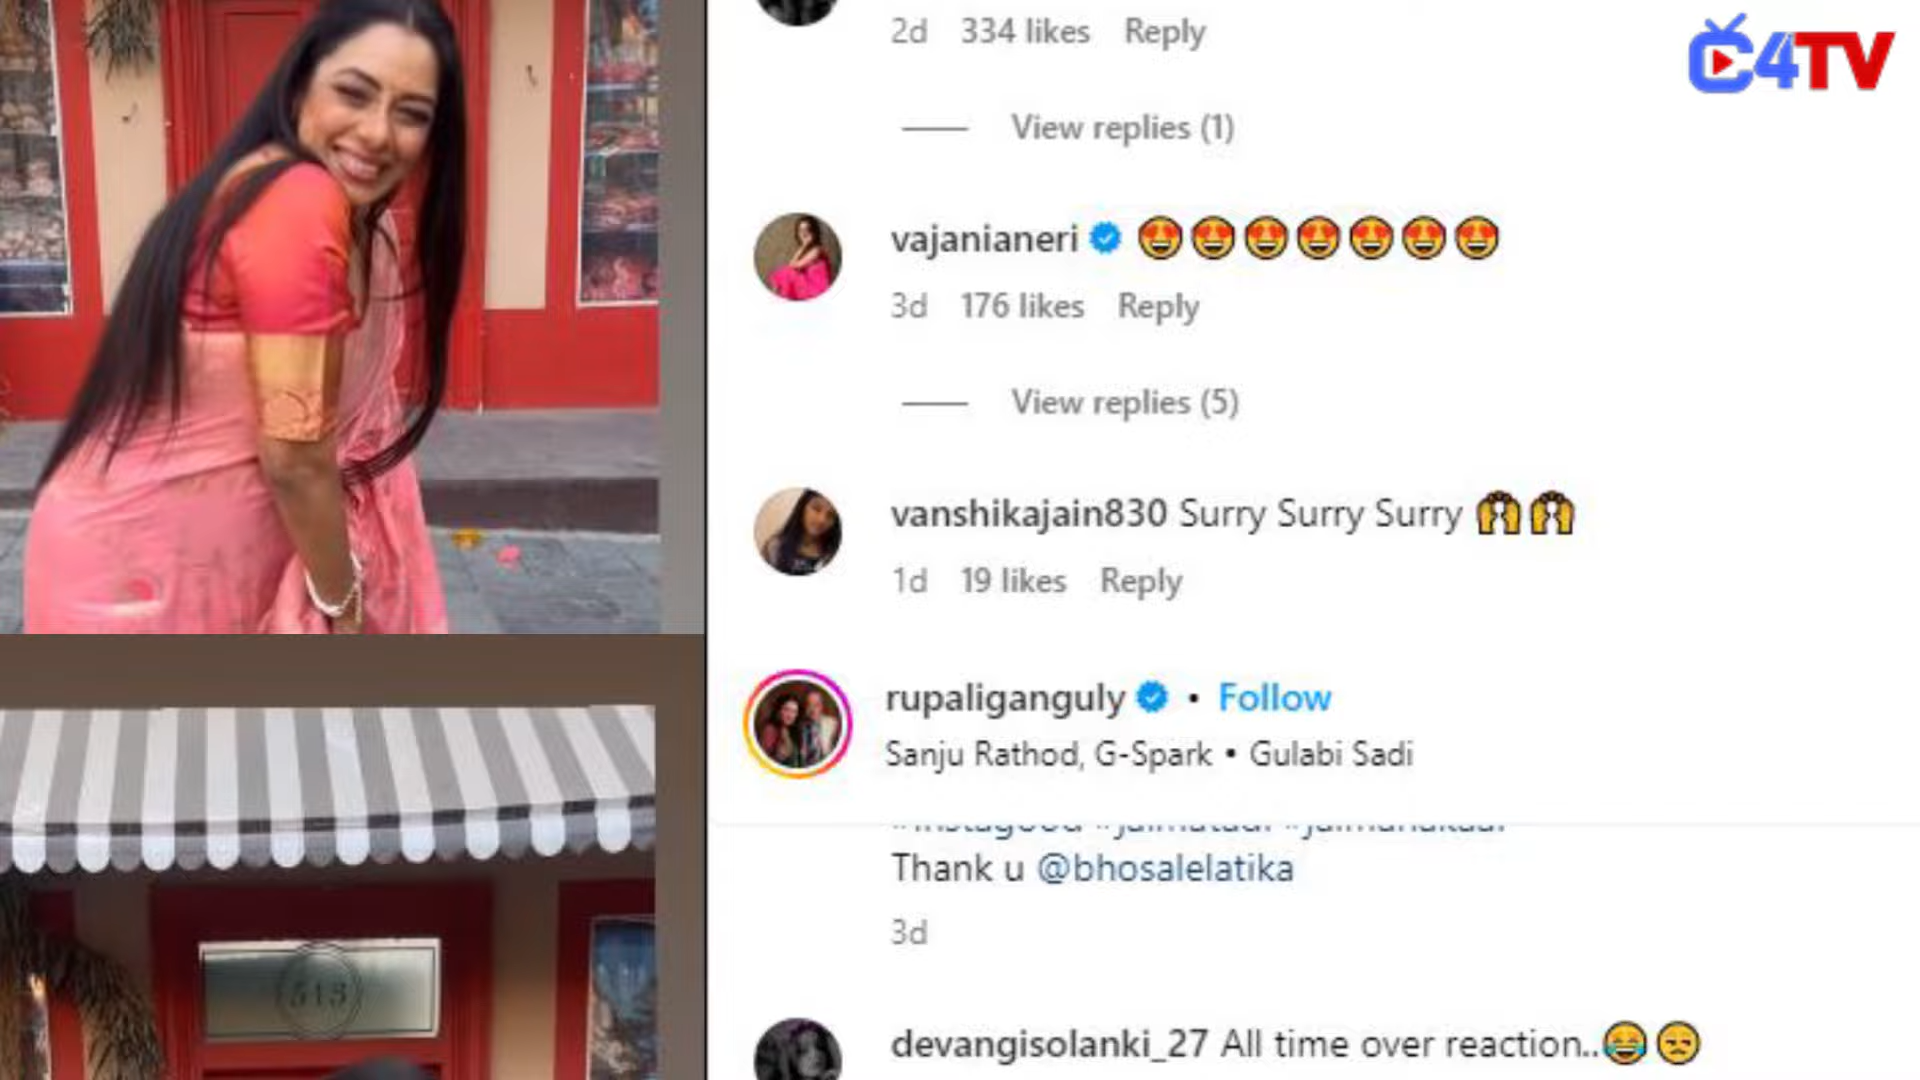 C4TV
2d 334 likes Reply
View replies (1)
vajanianeri 😍😍😍😍😍😍😍
3d 176 likes Reply
View replies (5)
vanshikajain830 Surry Surry Surry 🙌🙌
1d 19 likes Reply
rupaliganguly • Follow
Sanju Rathod, G-Spark • Gulabi Sadi
Thank u @bhosalelatika
3d
devangisolanki_27 All time over reaction..😂😒
513